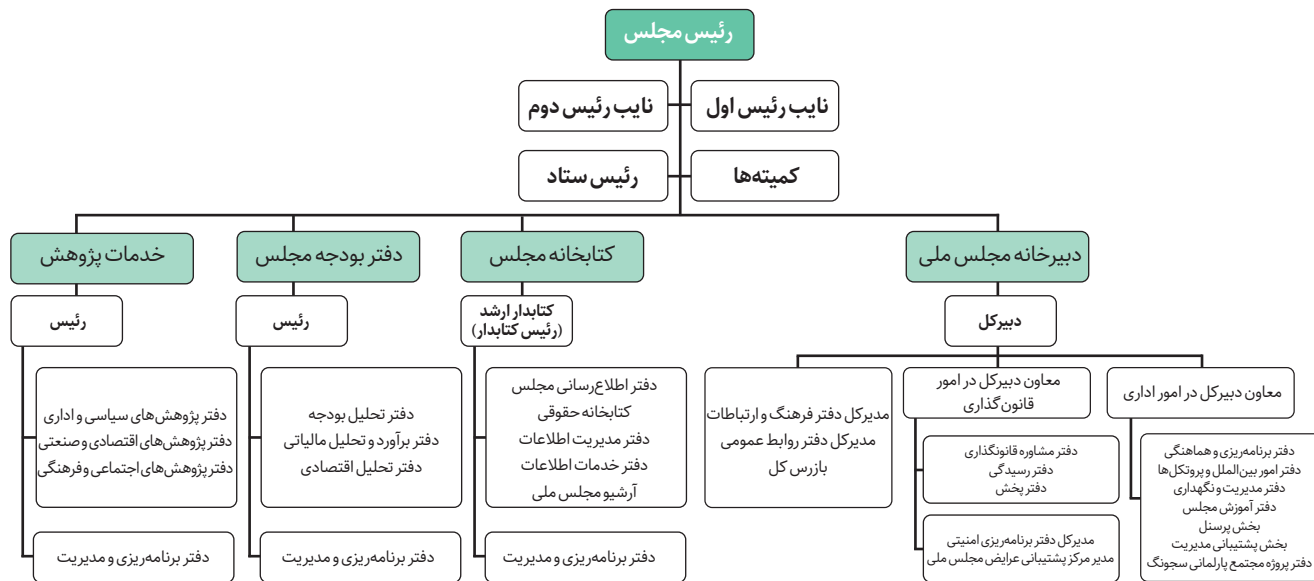 رئیس مجلس
نایب رئیس اول
نایب رئیس دوم
کمیته‌ها
رئیس ستاد
دبیرخانه مجلس ملی
کتابخانه مجلس
دفتر بودجه مجلس
خدمات پژوهش
دبیرکل
کتابدار ارشد
(رئیس کتابدار)
رئیس
رئیس
معاون دبیرکل در امور اداری
دفتر برنامه‌ریزی و هماهنگی
دفتر امور بین‌الملل و پروتکل‌ها
دفتر مدیریت و نگهداری
دفتر آموزش مجلس
بخش پرسنل
بخش پشتیبانی مدیریت
دفتر پروژه مجتمع پارلمانی سجونگ
معاون دبیرکل در امور
قانون‌گذاری
دفتر مشاوره قانونگذاری
دفتر رسیدگی
دفتر پخش
مدیرکل دفتر برنامه‌ریزی امنیتی
مدیر مرکز پشتیبانی عرایض مجلس ملی
مدیرکل دفتر فرهنگ و ارتباطات
مدیرکل دفتر روابط عمومی
بازرس کل
دفتر اطلاع‌رسانی مجلس
کتابخانه حقوقی
دفتر مدیریت اطلاعات
دفتر خدمات اطلاعات
آرشیو مجلس ملی
دفتر برنامه‌ریزی و مدیریت
دفتر تحلیل بودجه
دفتر برآورد و تحلیل مالیاتی
دفتر تحلیل اقتصادی
دفتر برنامه‌ریزی و مدیریت
دفتر پژوهش‌های سیاسی و اداری
دفتر پژوهش‌های اقتصادی و صنعتی
دفتر پژوهش‌های اجتماعی و فرهنگی
دفتر برنامه‌ریزی و مدیریت